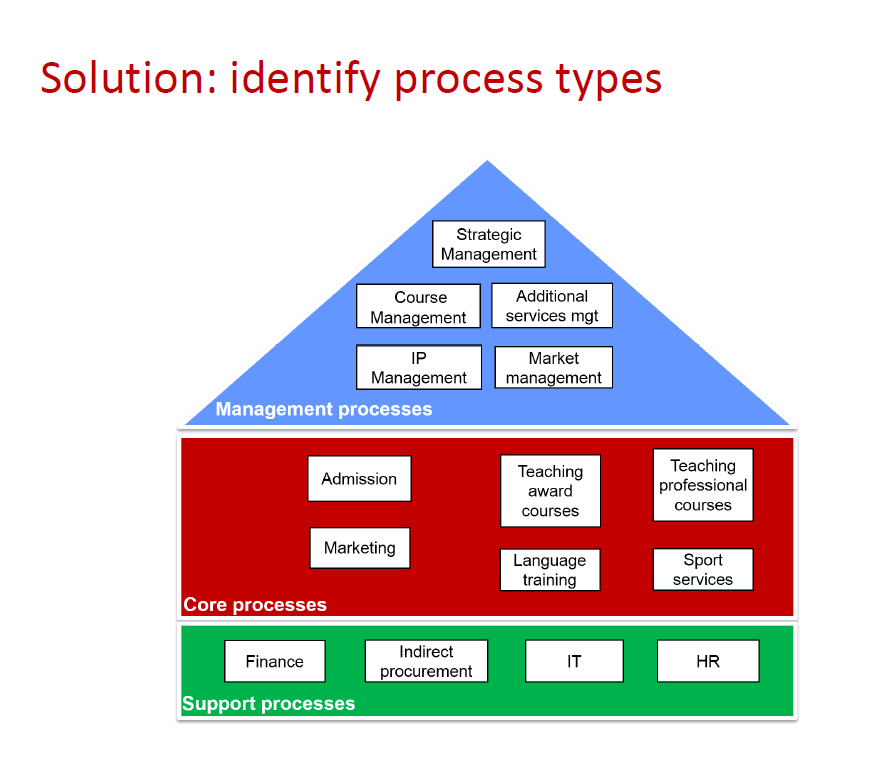 Solution: identify process types
Strategic
Management
Course
Management
Additional
services mgt
IP
Management
Market
management
Management processes
Admission
Teaching
award
courses
Teaching
professional
courses
Marketing
Language
training
Sport
services
Core processes
Finance
Indirect
procurement
IT
HR
Support processes